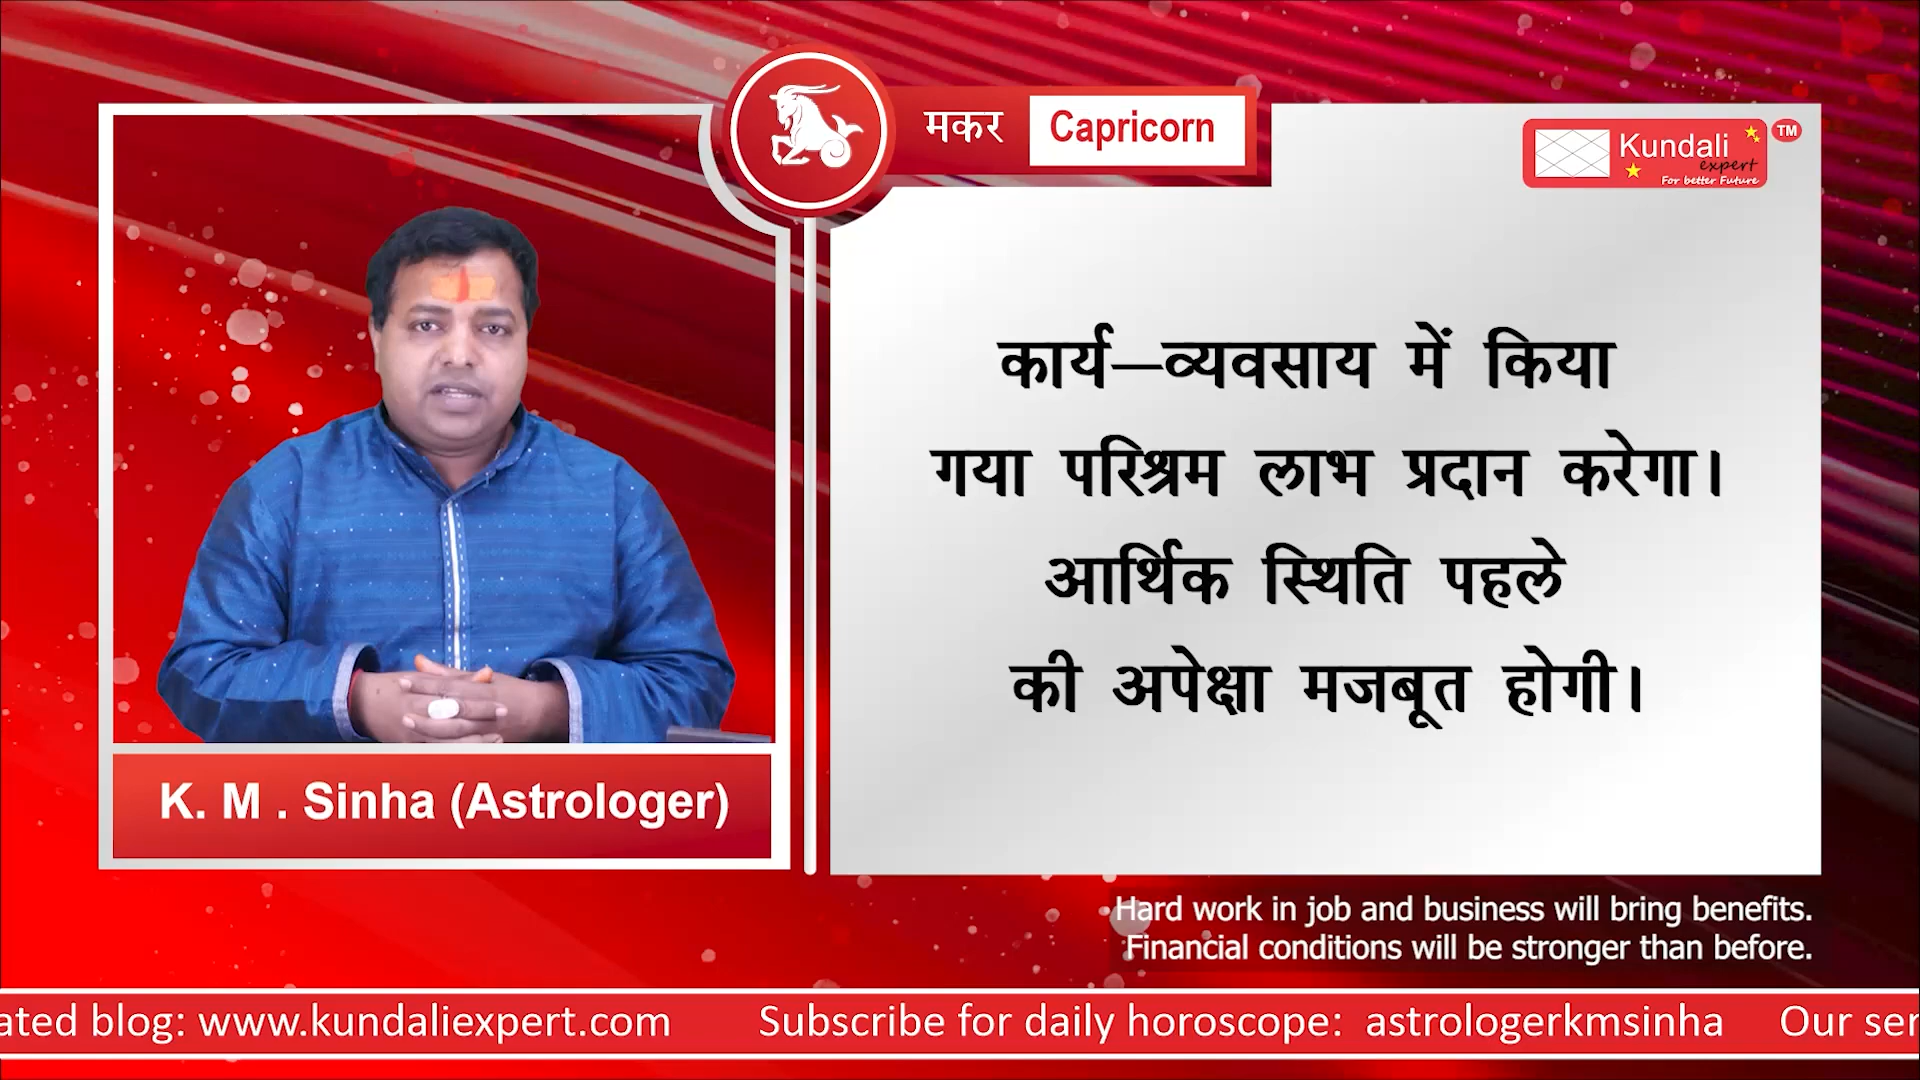 मकर
Capricorn
Kundali
expert
For better Future
TM
कार्य–व्यवसाय में किया
गया परिश्रम लाभ प्रदान करेगा।
आर्थिक स्थिति पहले
की अपेक्षा मजबूत होगी।
K. M . Sinha (Astrologer)
Hard work in job and business will bring benefits.
Financial conditions will be stronger than before.
blog: www.kundaliexpert.com Subscribe for daily horoscope: astrologerkmsinha Our